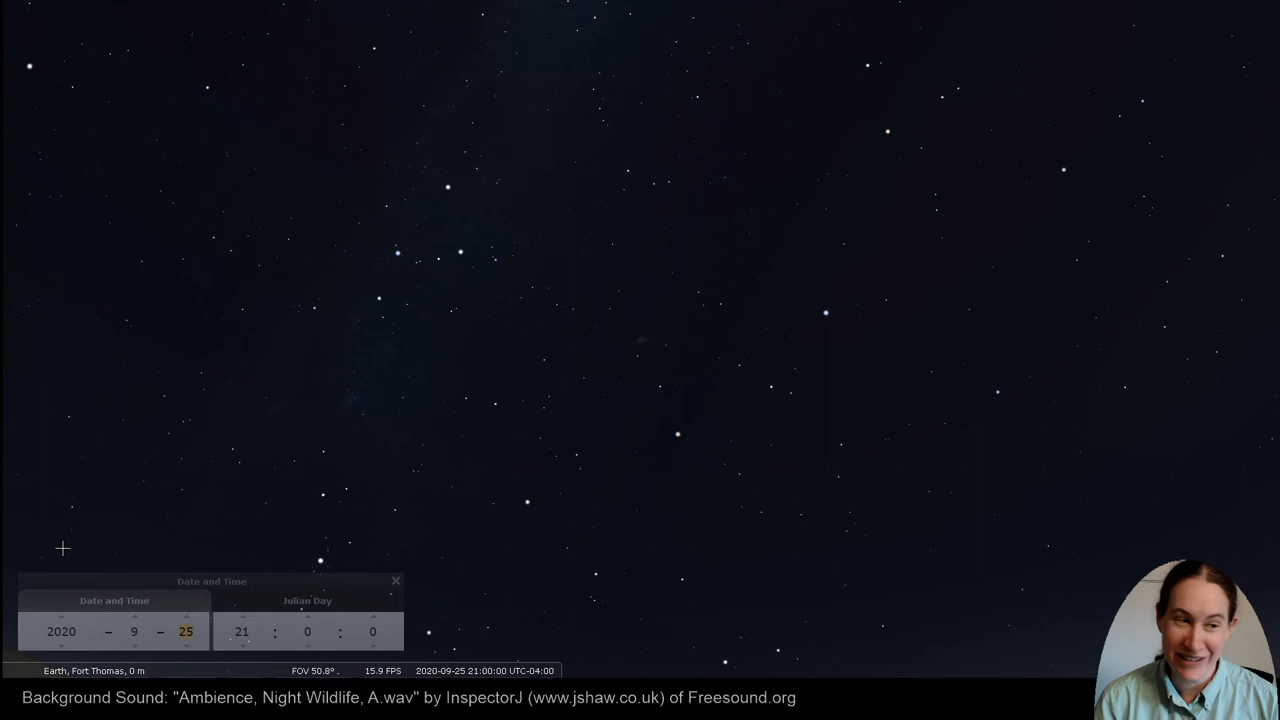 Date and Time
Date and Time Julian Day
2020 – 9 – 25 21 : 0 : 0
Earth, Fort Thomas, 0 m FOV 50.8° . 15.9 FPS 2020-09-25 21:00:00 UTC-04:00
Background Sound: "Ambience, Night Wildlife, A.wav" by InspectorJ (www.jshaw.co.uk) of Freesound.org